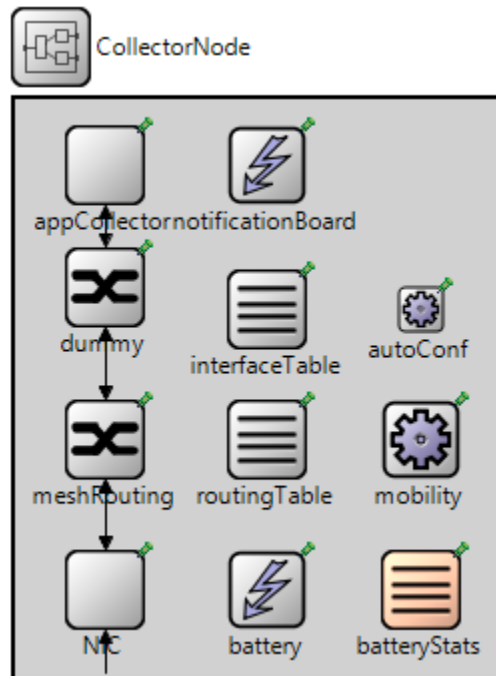 CollectorNode
appCollector
notificationBoard
dummy
interfaceTable
autoConf
meshRouting
routingTable
mobility
NIC
battery
batteryStats